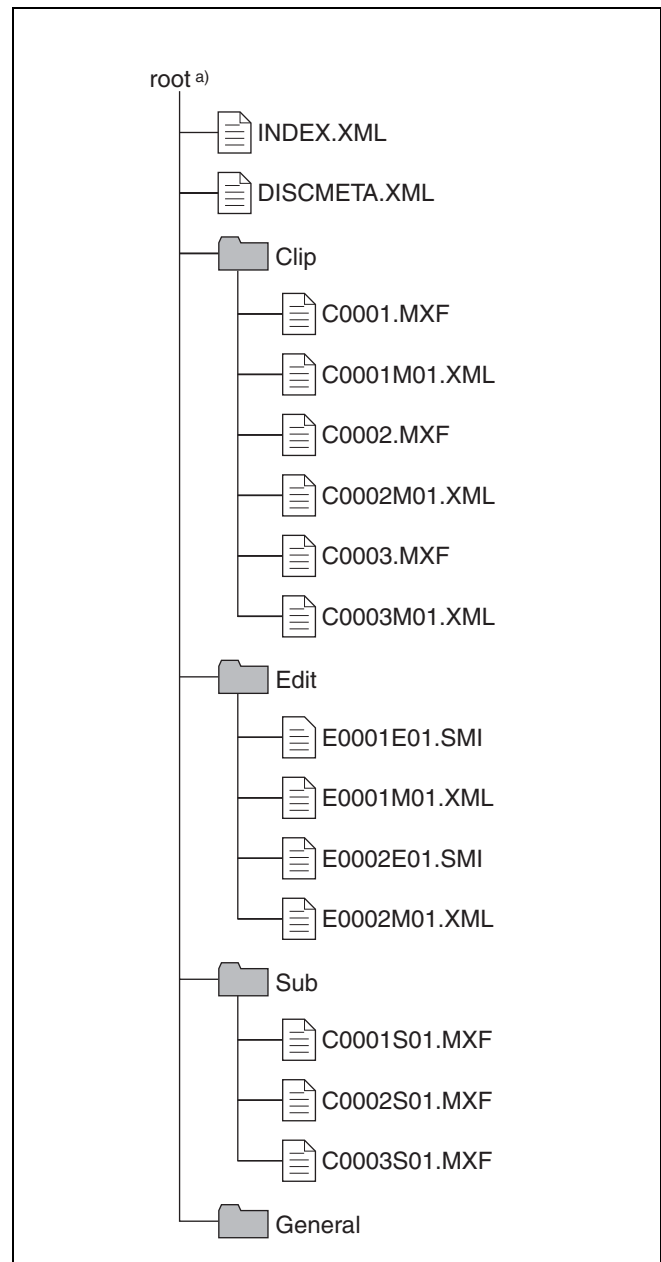 root a)
INDEX.XML
DISCMETA.XML
Clip
C0001.MXF
C0001M01.XML
C0002.MXF
C0002M01.XML
C0003.MXF
C0003M01.XML
Edit
E0001E01.SMI
E0001M01.XML
E0002E01.SMI
E0002M01.XML
Sub
C0001S01.MXF
C0002S01.MXF
C0003S01.MXF
General